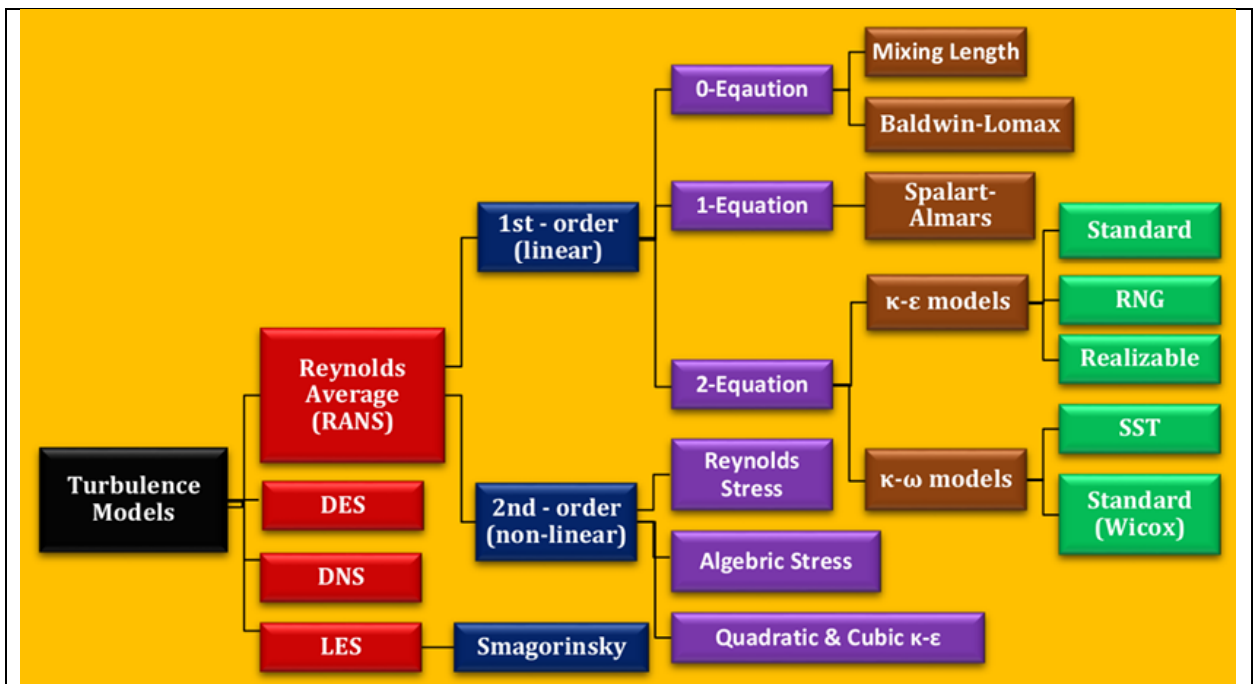 Turbulence
Models
Reynolds
Average
(RANS)
DES
DNS
LES
1st - order
(linear)
2nd - order
(non-linear)
Smagorinsky
0-Eqaution
1-Equation
2-Equation
Reynolds
Stress
Algebric Stress
Quadratic & Cubic κ-ε
Mixing Length
Baldwin-Lomax
Spalart-
Almars
κ-ε models
κ-ω models
Standard
RNG
Realizable
SST
Standard
(Wicox)